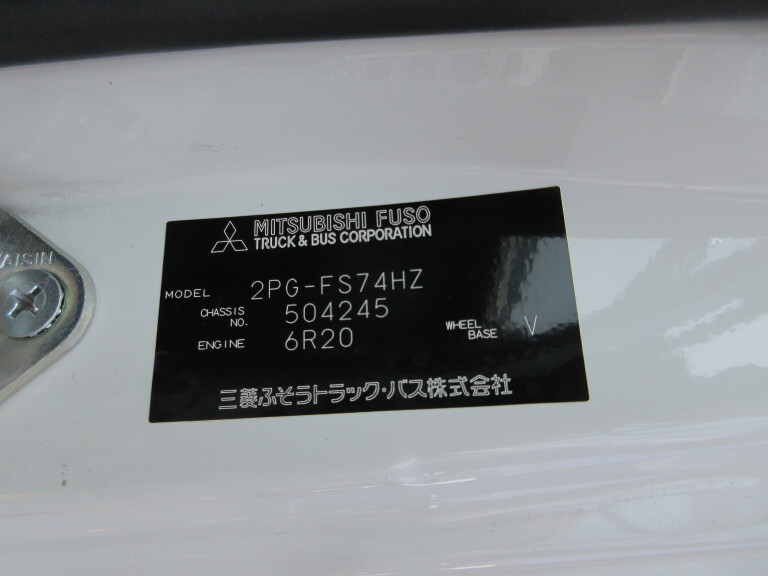 MITSUBISHI FUSO
TRUCK & BUS CORPORATION
MODEL 2PG-FS74HZ
CHASSIS NO. 504245
ENGINE 6R20
WHEEL BASE V
三菱ふそうトラック・バス株式会社
AISIN